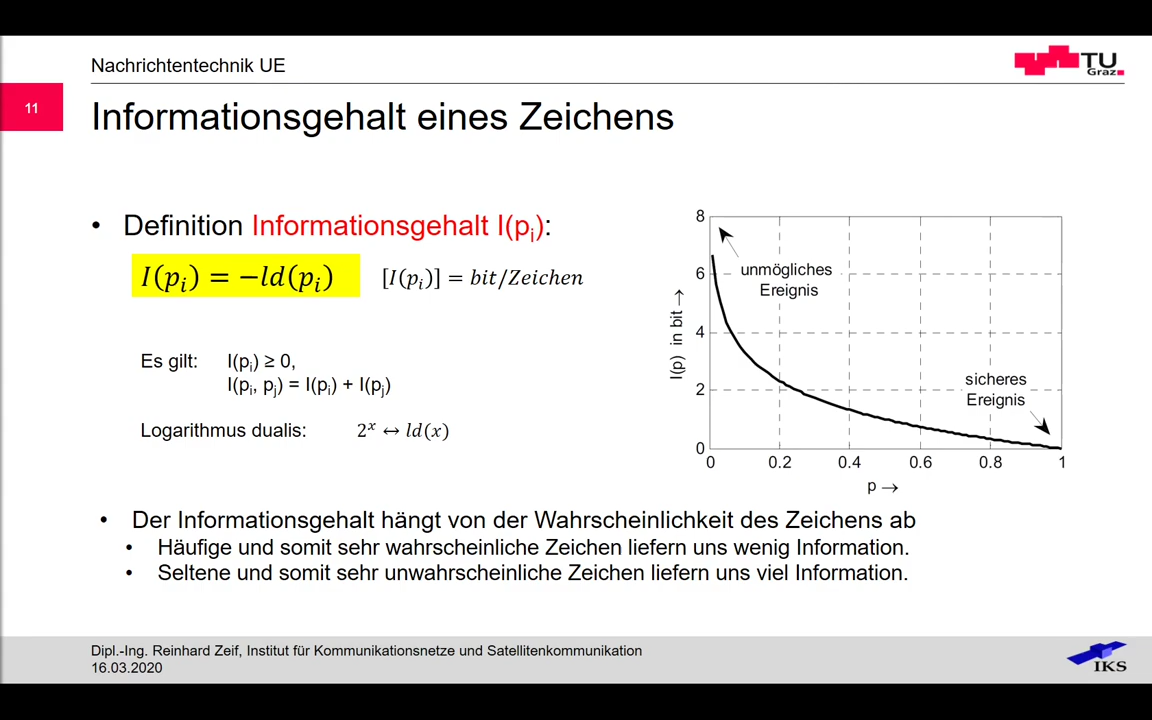 Nachrichtentechnik UE
TU
Graz
11
Informationsgehalt eines Zeichens
• Definition Informationsgehalt I(pᵢ):
I(pᵢ) = −ld(pᵢ)
[I(pᵢ)] = bit/Zeichen
Es gilt: I(pᵢ) ≥ 0,
I(pᵢ, pⱼ) = I(pᵢ) + I(pⱼ)
Logarithmus dualis: 2ˣ ↔ ld(x)
8
6
4
2
0
I(p) in bit →
unmögliches
Ereignis
sicheres
Ereignis
0 0.2 0.4 0.6 0.8 1
p →
• Der Informationsgehalt hängt von der Wahrscheinlichkeit des Zeichens ab
• Häufige und somit sehr wahrscheinliche Zeichen liefern uns wenig Information.
• Seltene und somit sehr unwahrscheinliche Zeichen liefern uns viel Information.
Dipl.-Ing. Reinhard Zeif, Institut für Kommunikationsnetze und Satellitenkommunikation
16.03.2020
IKS